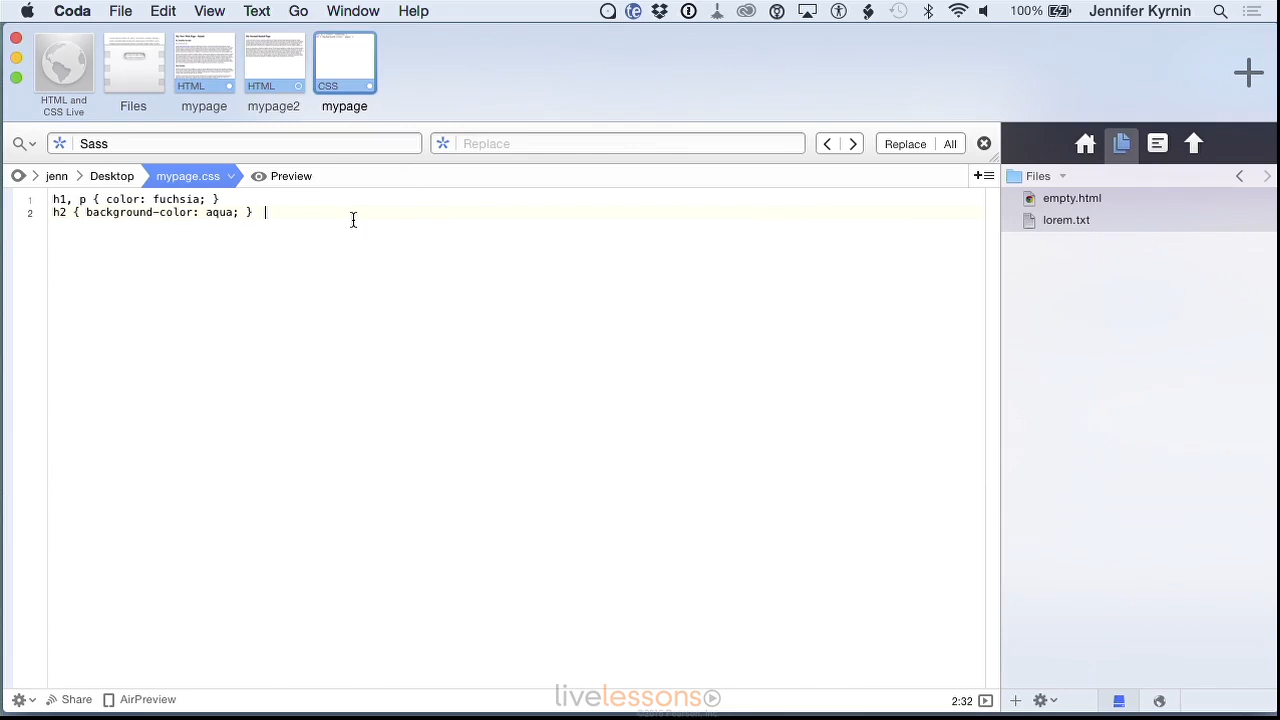 Coda File Edit View Text Go Window Help 100% Jennifer Kyrnin
HTML HTML CSS
HTML and
CSS Live
Files mypage mypage2 mypage
Sass Replace Replace All
jenn Desktop mypage.css Preview Files
1 h1, p { color: fuchsia; }
2 h2 { background-color: aqua; }
empty.html
lorem.txt
Share AirPreview livelessons 2:32